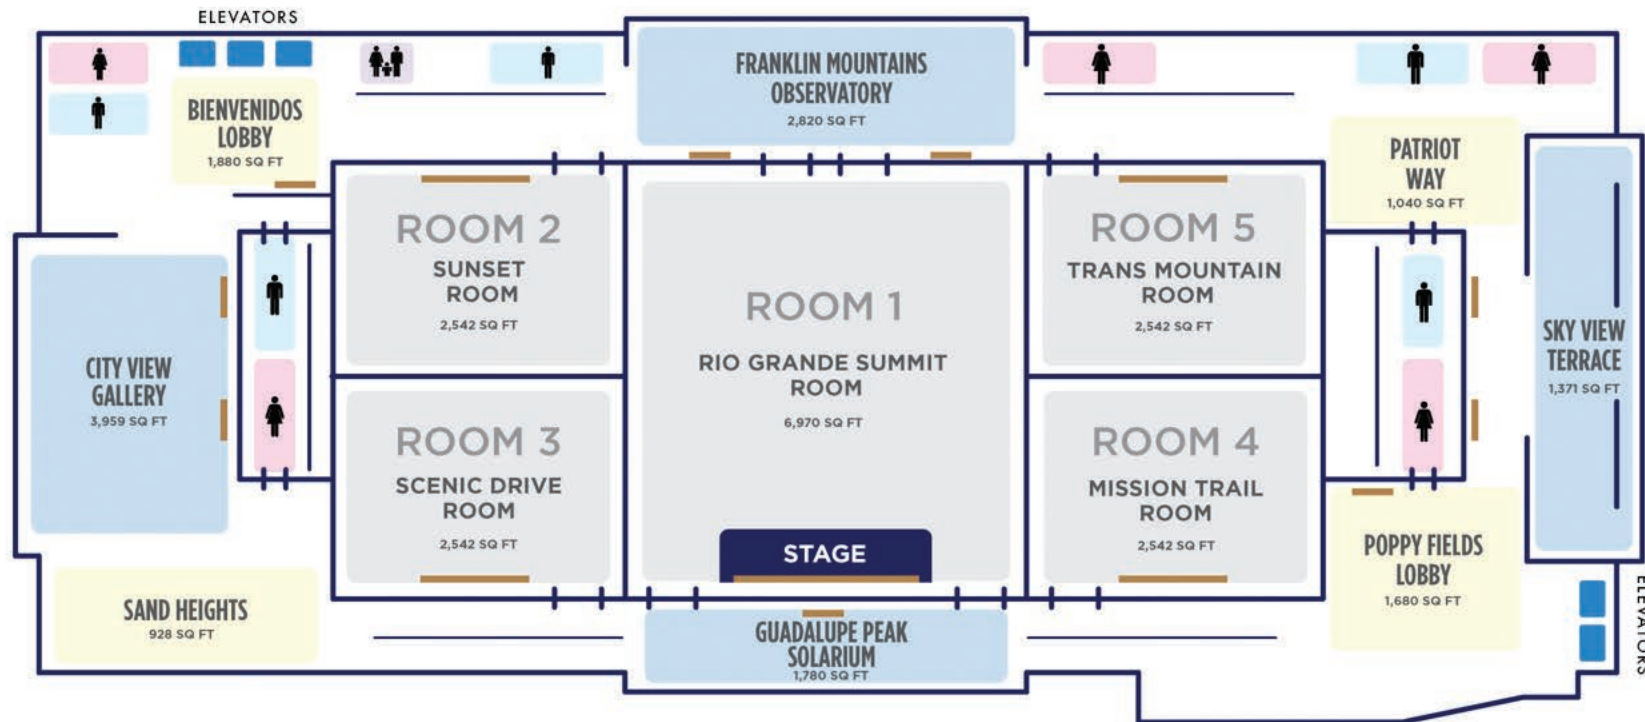 ELEVATORS
BIENVENIDOS
LOBBY
1,880 SQ FT
FRANKLIN MOUNTAINS
OBSERVATORY
2,820 SQ FT
PATRIOT
WAY
1,040 SQ FT
ROOM 2
SUNSET
ROOM
2,542 SQ FT
ROOM 1
RIO GRANDE SUMMIT
ROOM
6,970 SQ FT
ROOM 5
TRANS MOUNTAIN
ROOM
2,542 SQ FT
CITY VIEW
GALLERY
3,959 SQ FT
SKY VIEW
TERRACE
1,371 SQ FT
ROOM 3
SCENIC DRIVE
ROOM
2,542 SQ FT
STAGE
ROOM 4
MISSION TRAIL
ROOM
2,542 SQ FT
POPPY FIELDS
LOBBY
1,680 SQ FT
SAND HEIGHTS
928 SQ FT
GUADALUPE PEAK
SOLARIUM
1,780 SQ FT
ELEVATORS